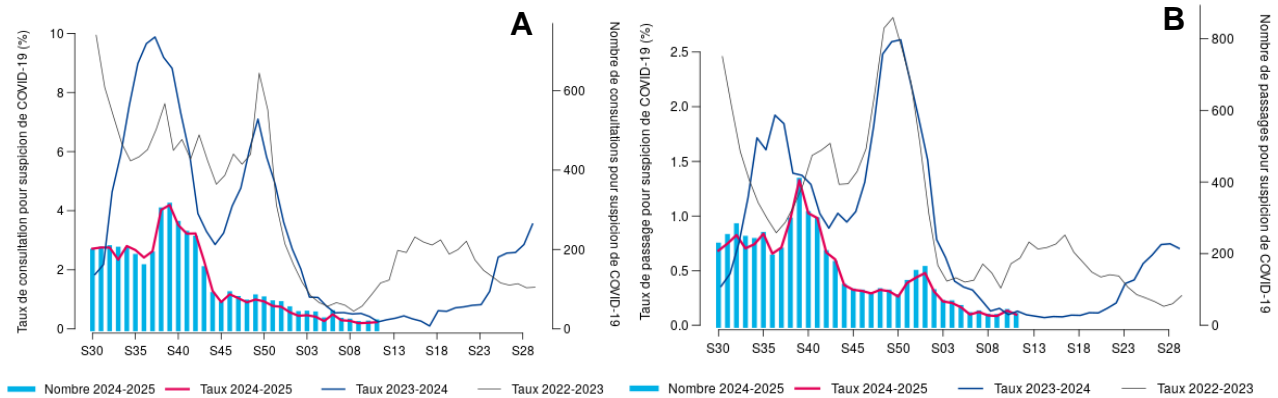 A
Taux de consultation pour suspicion de COVID-19 (%)
10
8
6
4
2
0
600
400
200
0
Nombre de consultations pour suspicion de COVID-19
S30 S35 S40 S45 S50 S03 S08 S13 S18 S23 S28
Nombre 2024-2025 Taux 2024-2025 Taux 2023-2024 Taux 2022-2023
B
Taux de passage pour suspicion de COVID-19 (%)
2.5
2.0
1.5
1.0
0.5
0.0
800
600
400
200
0
Nombre de passages pour suspicion de COVID-19
S30 S35 S40 S45 S50 S03 S08 S13 S18 S23 S28
Nombre 2024-2025 Taux 2024-2025 Taux 2023-2024 Taux 2022-2023